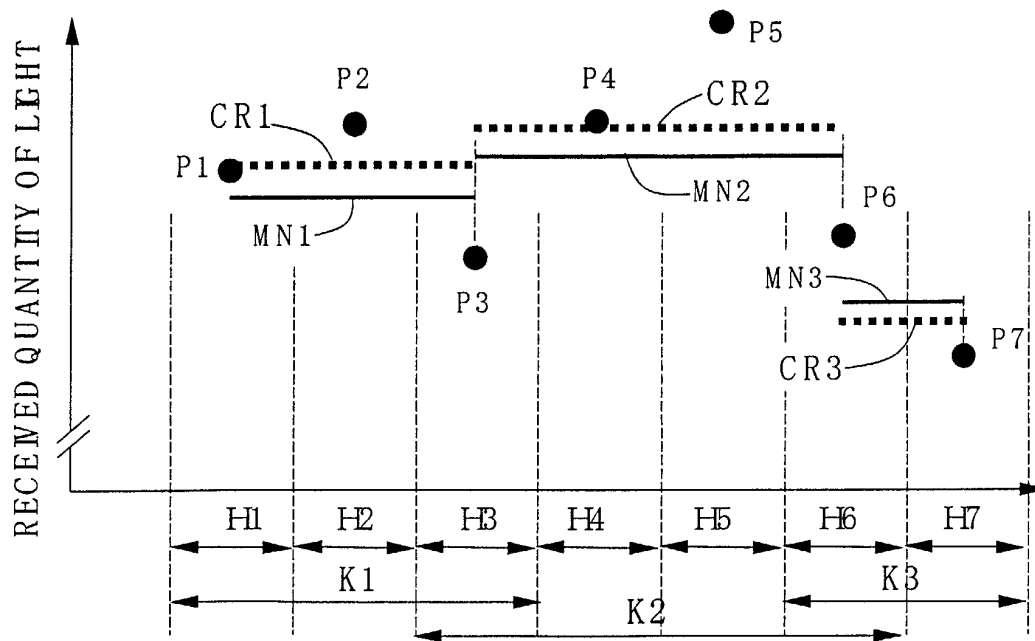 RECEIVED QUANTITY OF LIGHT
P5
P2
P4
CR2
CR1
P1
MN2
P6
MN1
MN3
P3
P7
CR3
H1 H2 H3 H4 H5 H6 H7
K1
K3
K2